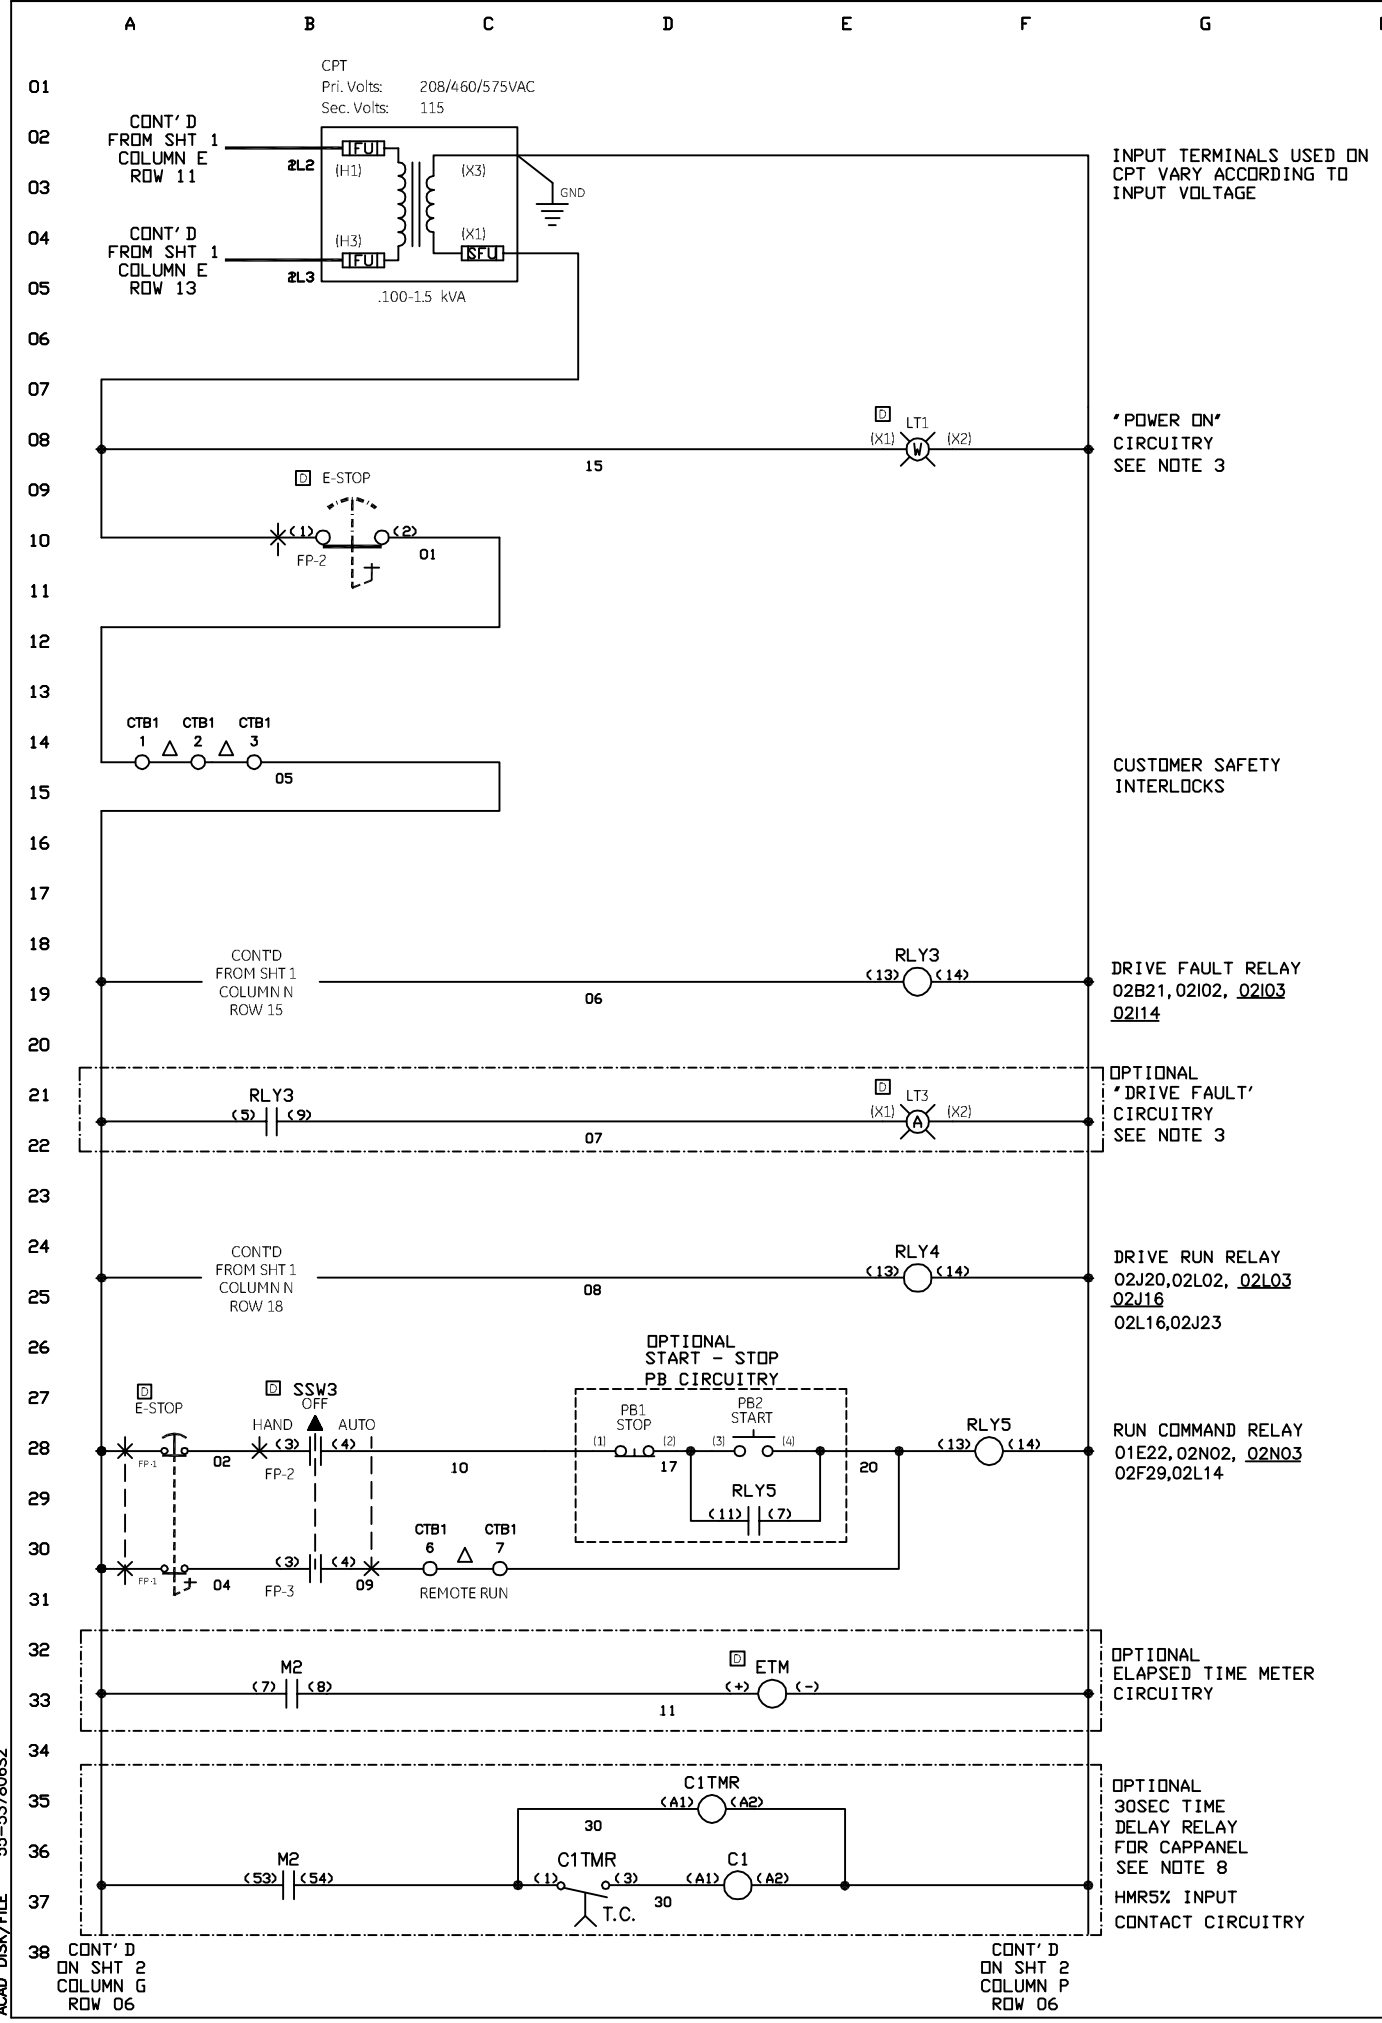 A B C D E F G
CPT
01
Pri. Volts: 208/460/575VAC
Sec. Volts: 115
CONT'D
FROM SHT 1
COLUMN E
ROW 11
02
FU
2L2
(H1)
(X3)
GND
INPUT TERMINALS USED ON
CPT VARY ACCORDING TO
INPUT VOLTAGE
03
04
CONT'D
FROM SHT 1
COLUMN E
ROW 13
(H3)
(X1)
FU
SFU
2L3
05
.100-1.5 kVA
06
07
08
D LT1
(X1) W (X2)
15
"POWER ON"
CIRCUITRY
SEE NOTE 3
09
D E-STOP
10
(1) (2)
FP-2
01
11
12
13
CTB1 CTB1 CTB1
14
1 2 3
05
CUSTOMER SAFETY
INTERLOCKS
15
16
17
18
CONT'D
FROM SHT 1
COLUMN N
ROW 15
RLY3
(13) (14)
19
06
DRIVE FAULT RELAY
02B21, 02I02, 02I03
02I14
20
21
RLY3
(5) (9)
D LT3
(X1) A (X2)
07
22
OPTIONAL
"DRIVE FAULT'
CIRCUITRY
SEE NOTE 3
23
24
CONT'D
FROM SHT 1
COLUMN N
ROW 18
RLY4
(13) (14)
25
08
DRIVE RUN RELAY
02J20,02L02, 02L03
02J16
02L16,02J23
26
OPTIONAL
START - STOP
PB CIRCUITRY
27
D
E-STOP
D SSW3
OFF
HAND AUTO
PB1
STOP
PB2
START
28
FP-1
02
(3) (4)
FP-2
10
(1) (2)
17
(3) (4)
20
RLY5
(13) (14)
RUN COMMAND RELAY
01E22, 02N02, 02N03
02F29,02L14
29
RLY5
(11) (7)
30
CTB1 CTB1
6 7
FP-1
04
(3) (4)
FP-3
09
REMOTE RUN
31
32
M2
(7) (8)
D ETM
(+) (-)
33
11
OPTIONAL
ELAPSED TIME METER
CIRCUITRY
34
35
C1TMR
(A1) (A2)
30
36
M2
(53) (54)
C1TMR
(1) (3)
C1
(A1) (A2)
37
T.C.
30
OPTIONAL
30SEC TIME
DELAY RELAY
FOR CAPPANEL
SEE NOTE 8
HMR5% INPUT
CONTACT CIRCUITRY
38
CONT'D
ON SHT 2
COLUMN G
ROW 06
CONT'D
ON SHT 2
COLUMN P
ROW 06
ACAD DISK/FILE